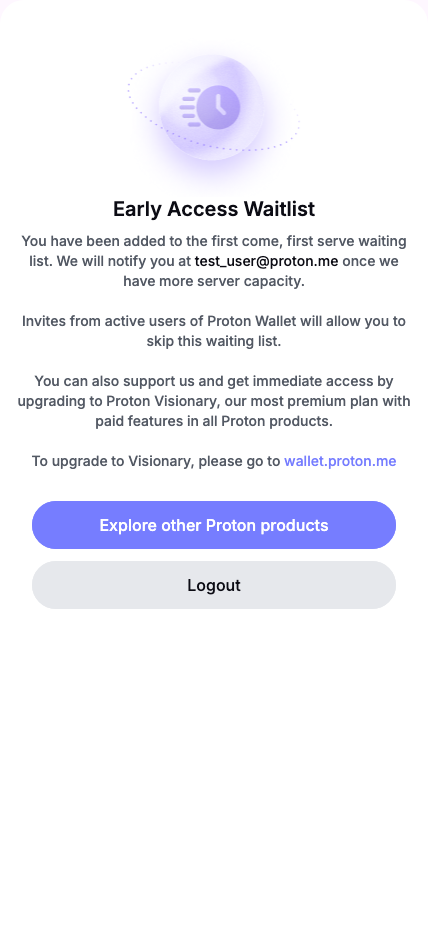 Early Access Waitlist
You have been added to the first come, first serve waiting
list. We will notify you at test_user@proton.me once we
have more server capacity.
Invites from active users of Proton Wallet will allow you to
skip this waiting list.
You can also support us and get immediate access by
upgrading to Proton Visionary, our most premium plan with
paid features in all Proton products.
To upgrade to Visionary, please go to wallet.proton.me
Explore other Proton products
Logout